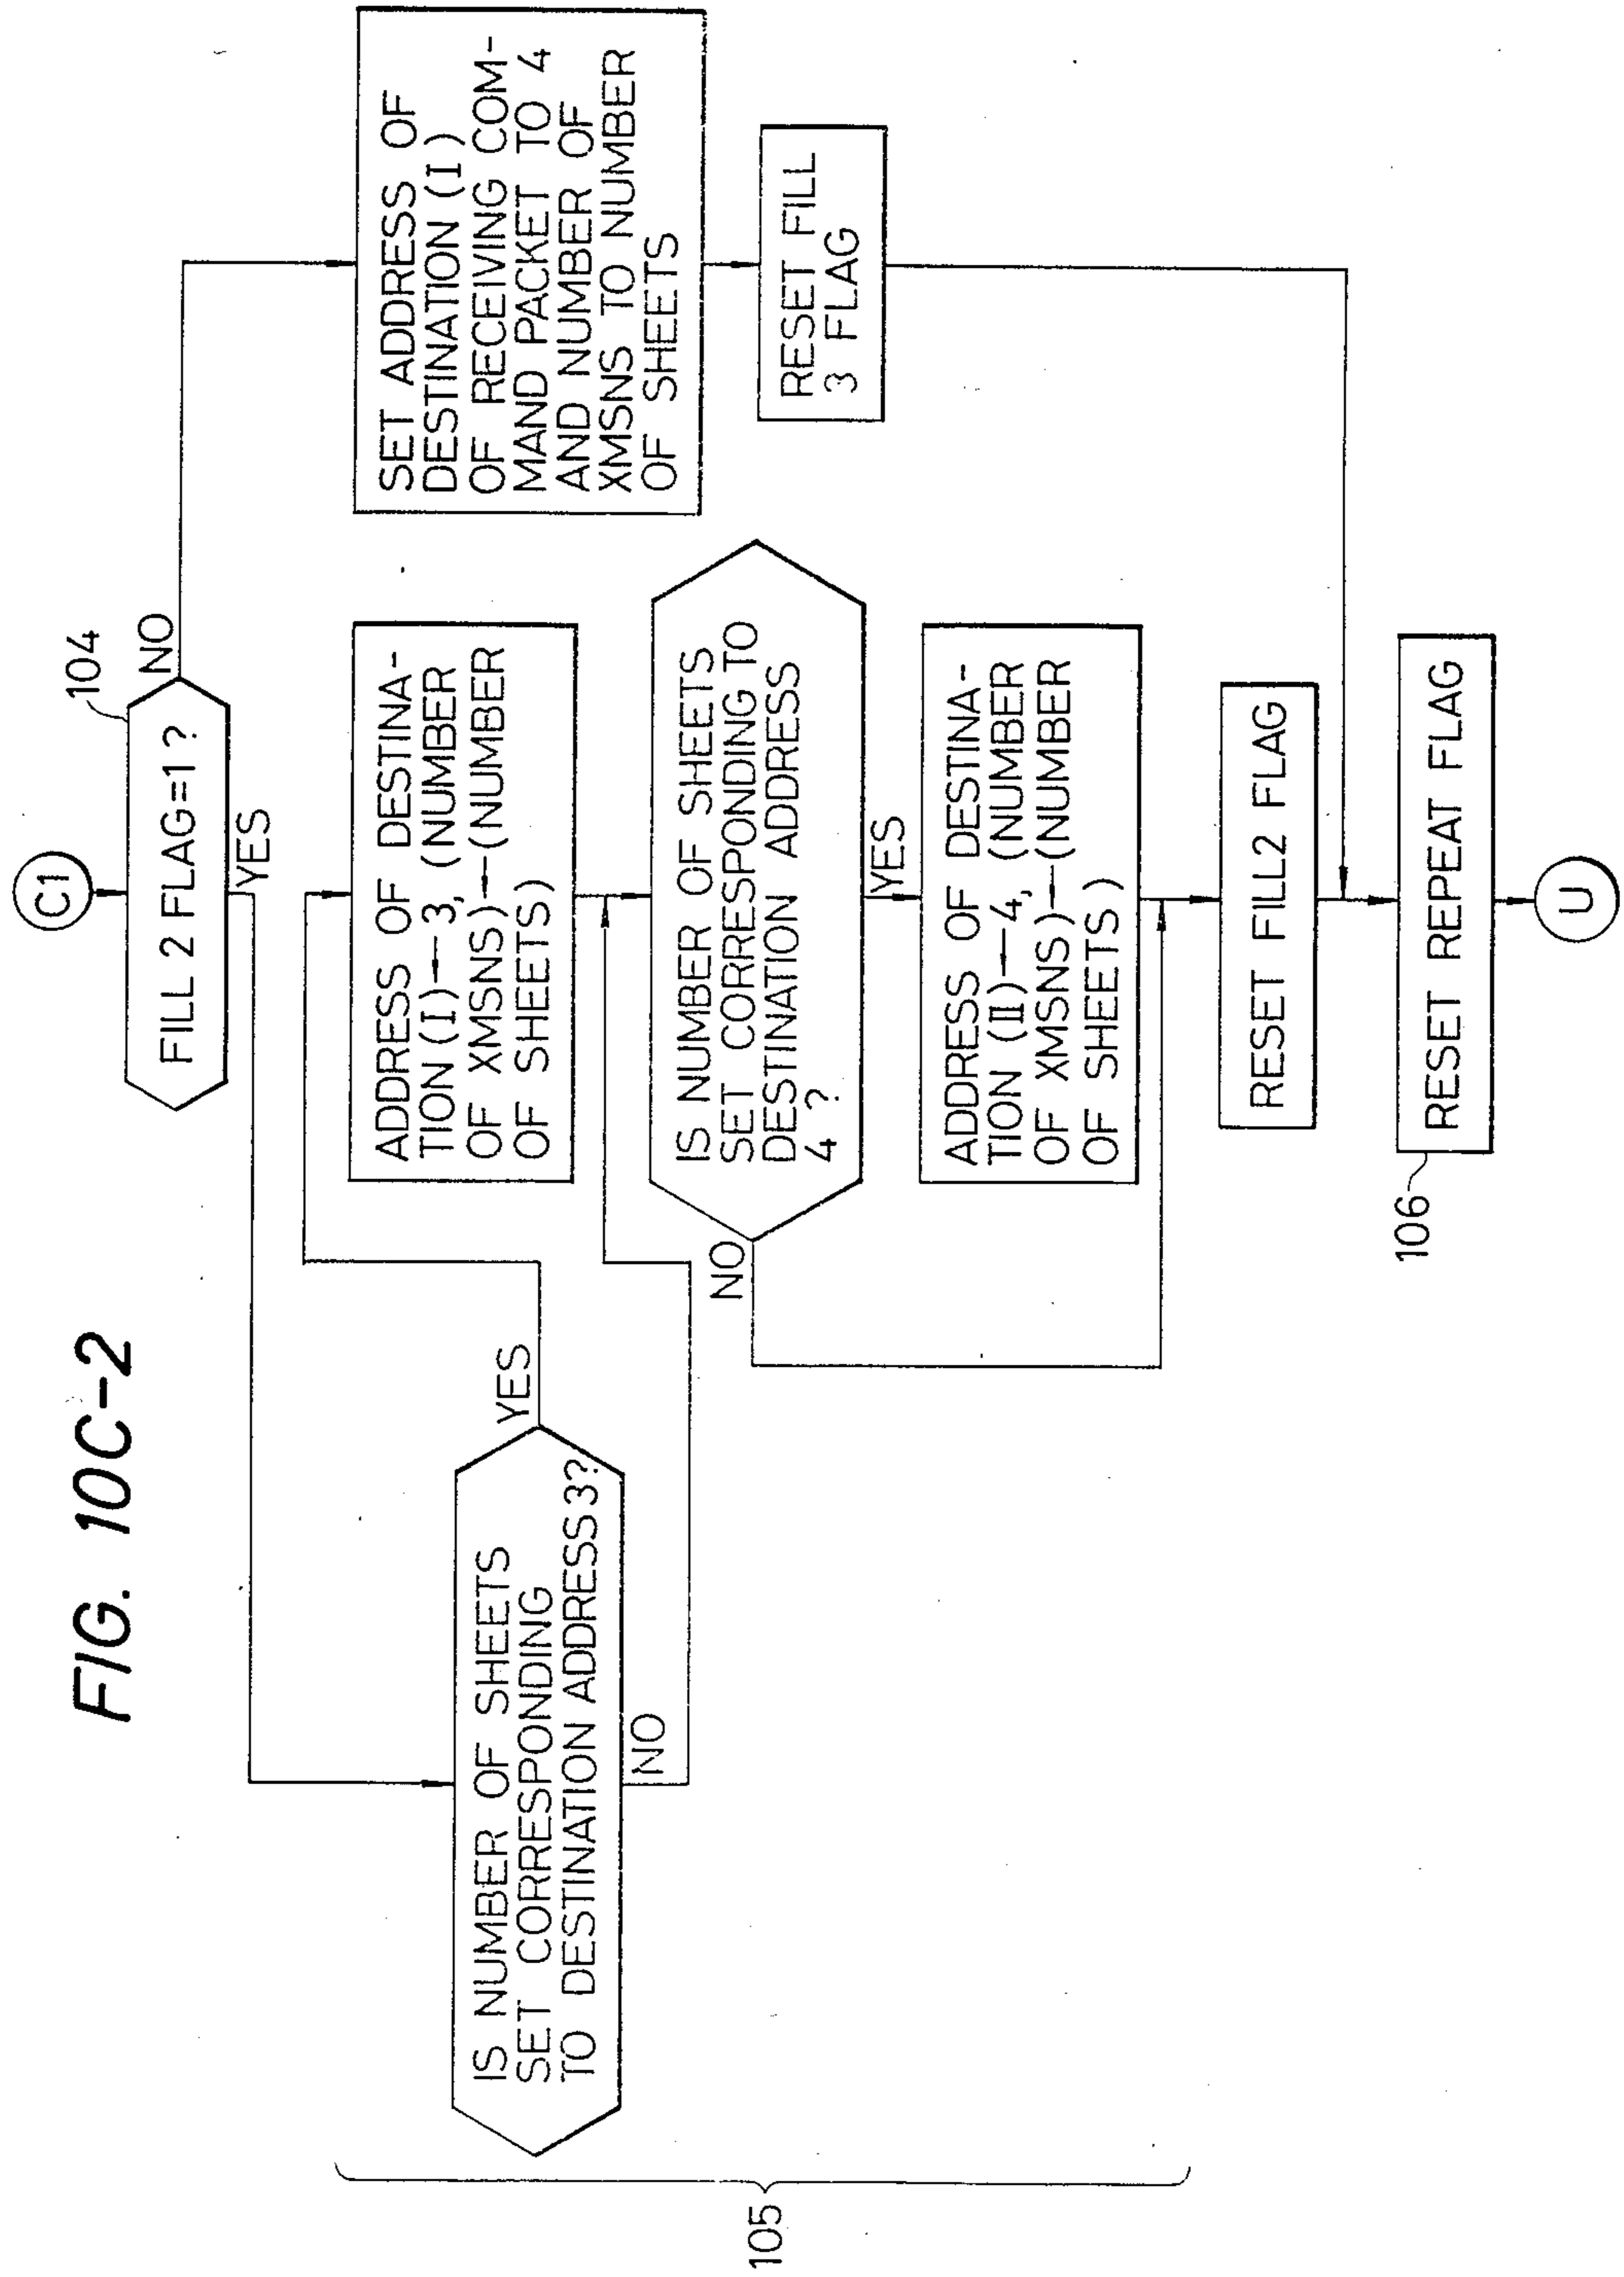 FIG. 10C-2
C1
104
FILL 2 FLAG=1 ?
NO
YES
SET ADDRESS OF
DESTINATION (I)
OF RECEIVING COM-
MAND PACKET TO 4
AND NUMBER OF
XMSNS TO NUMBER
OF SHEETS
RESET FILL
3 FLAG
IS NUMBER OF SHEETS
SET CORRESPONDING
TO DESTINATION ADDRESS 3?
YES
NO
ADDRESS OF DESTINA-
TION (I)←3, (NUMBER
OF XMSNS)←(NUMBER
OF SHEETS)
IS NUMBER OF SHEETS
SET CORRESPONDING TO
DESTINATION ADDRESS
4 ?
NO
YES
ADDRESS OF DESTINA-
TION (II)←4, (NUMBER
OF XMSNS)←(NUMBER
OF SHEETS)
105
RESET FILL2 FLAG
106
RESET REPEAT FLAG
U